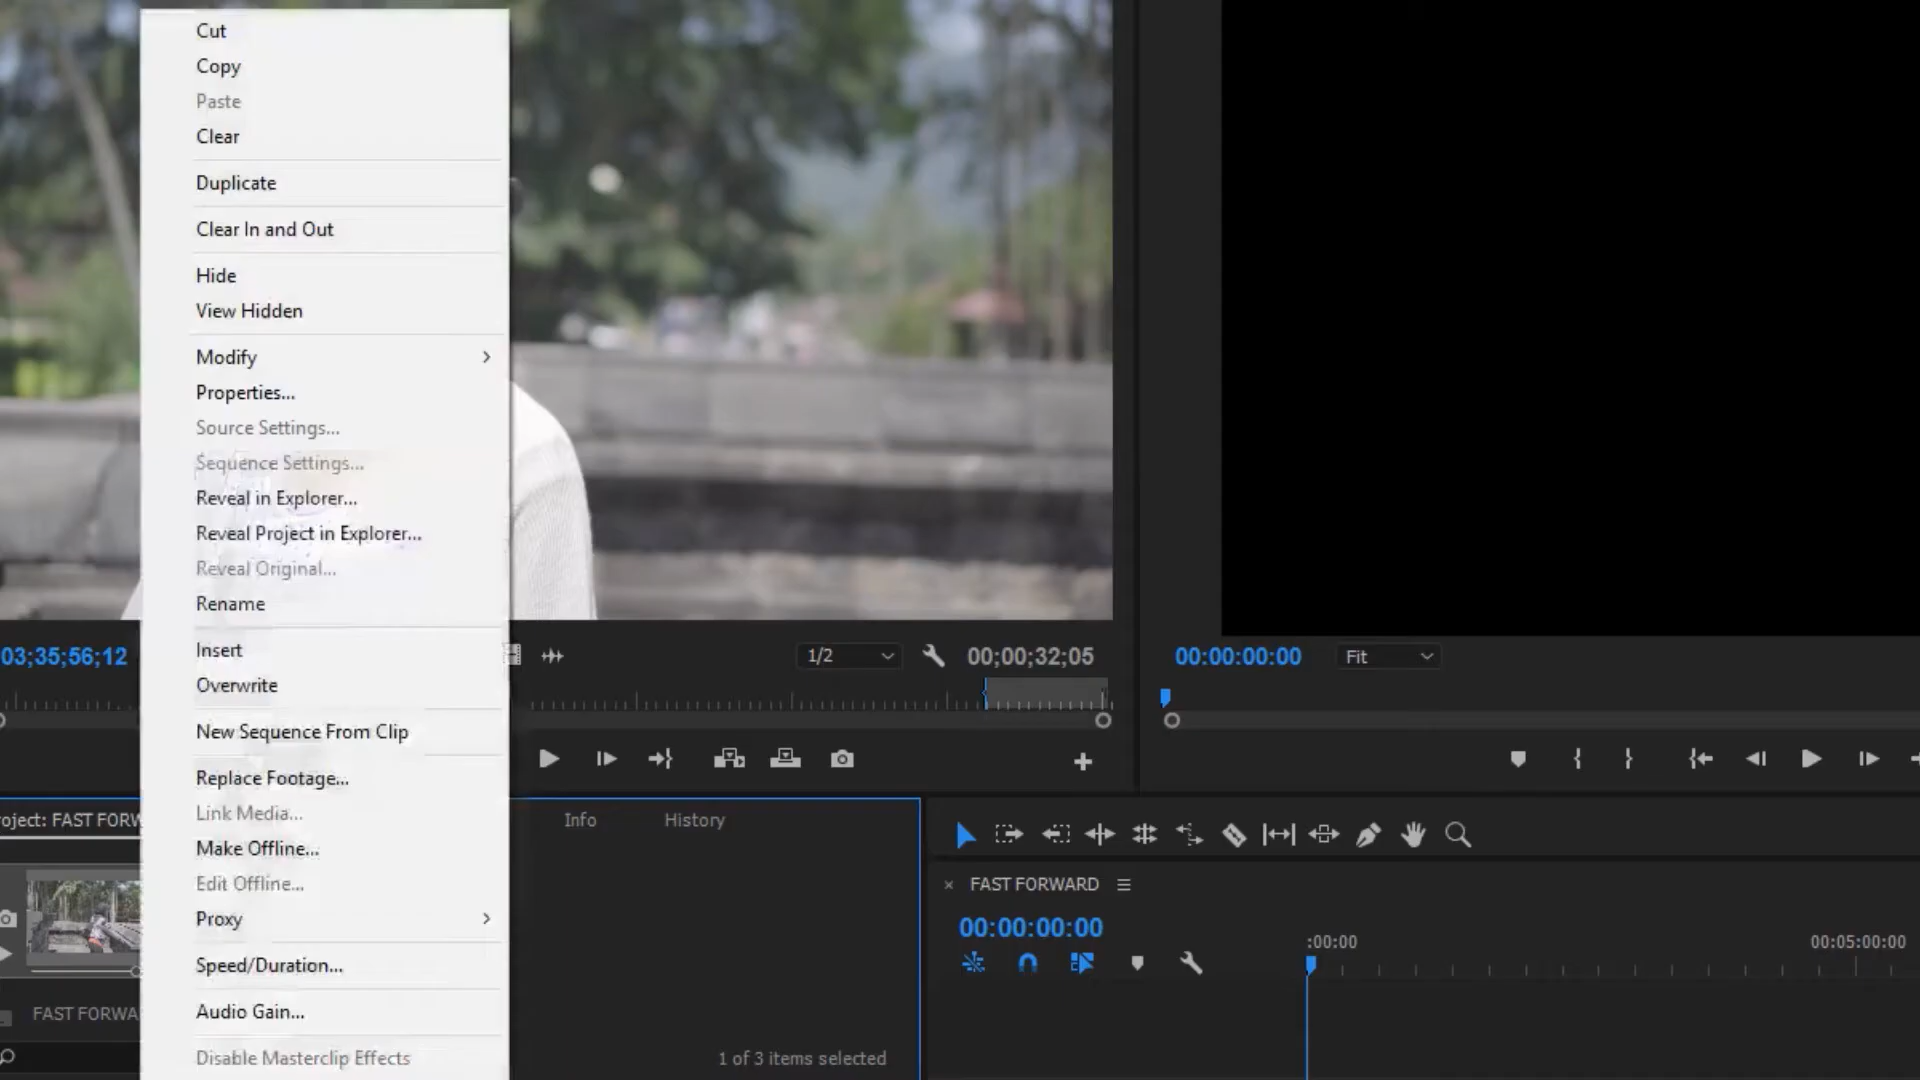 Cut
Copy
Paste
Clear
Duplicate
Clear In and Out
Hide
View Hidden
Modify
Properties...
Source Settings...
Sequence Settings...
Reveal in Explorer...
Reveal Project in Explorer...
Reveal Original...
Rename
Insert
Overwrite
New Sequence From Clip
Replace Footage...
Link Media...
Make Offline...
Edit Offline...
Proxy
Speed/Duration...
Audio Gain...
Disable Masterclip Effects
03;35;56;12
1/2
00;00;32;05
00:00:00:00
Fit
oject: FAST FORW
Info
History
FAST FORWA
1 of 3 items selected
× FAST FORWARD
00:00:00:00
:00:00
00:05:00:00